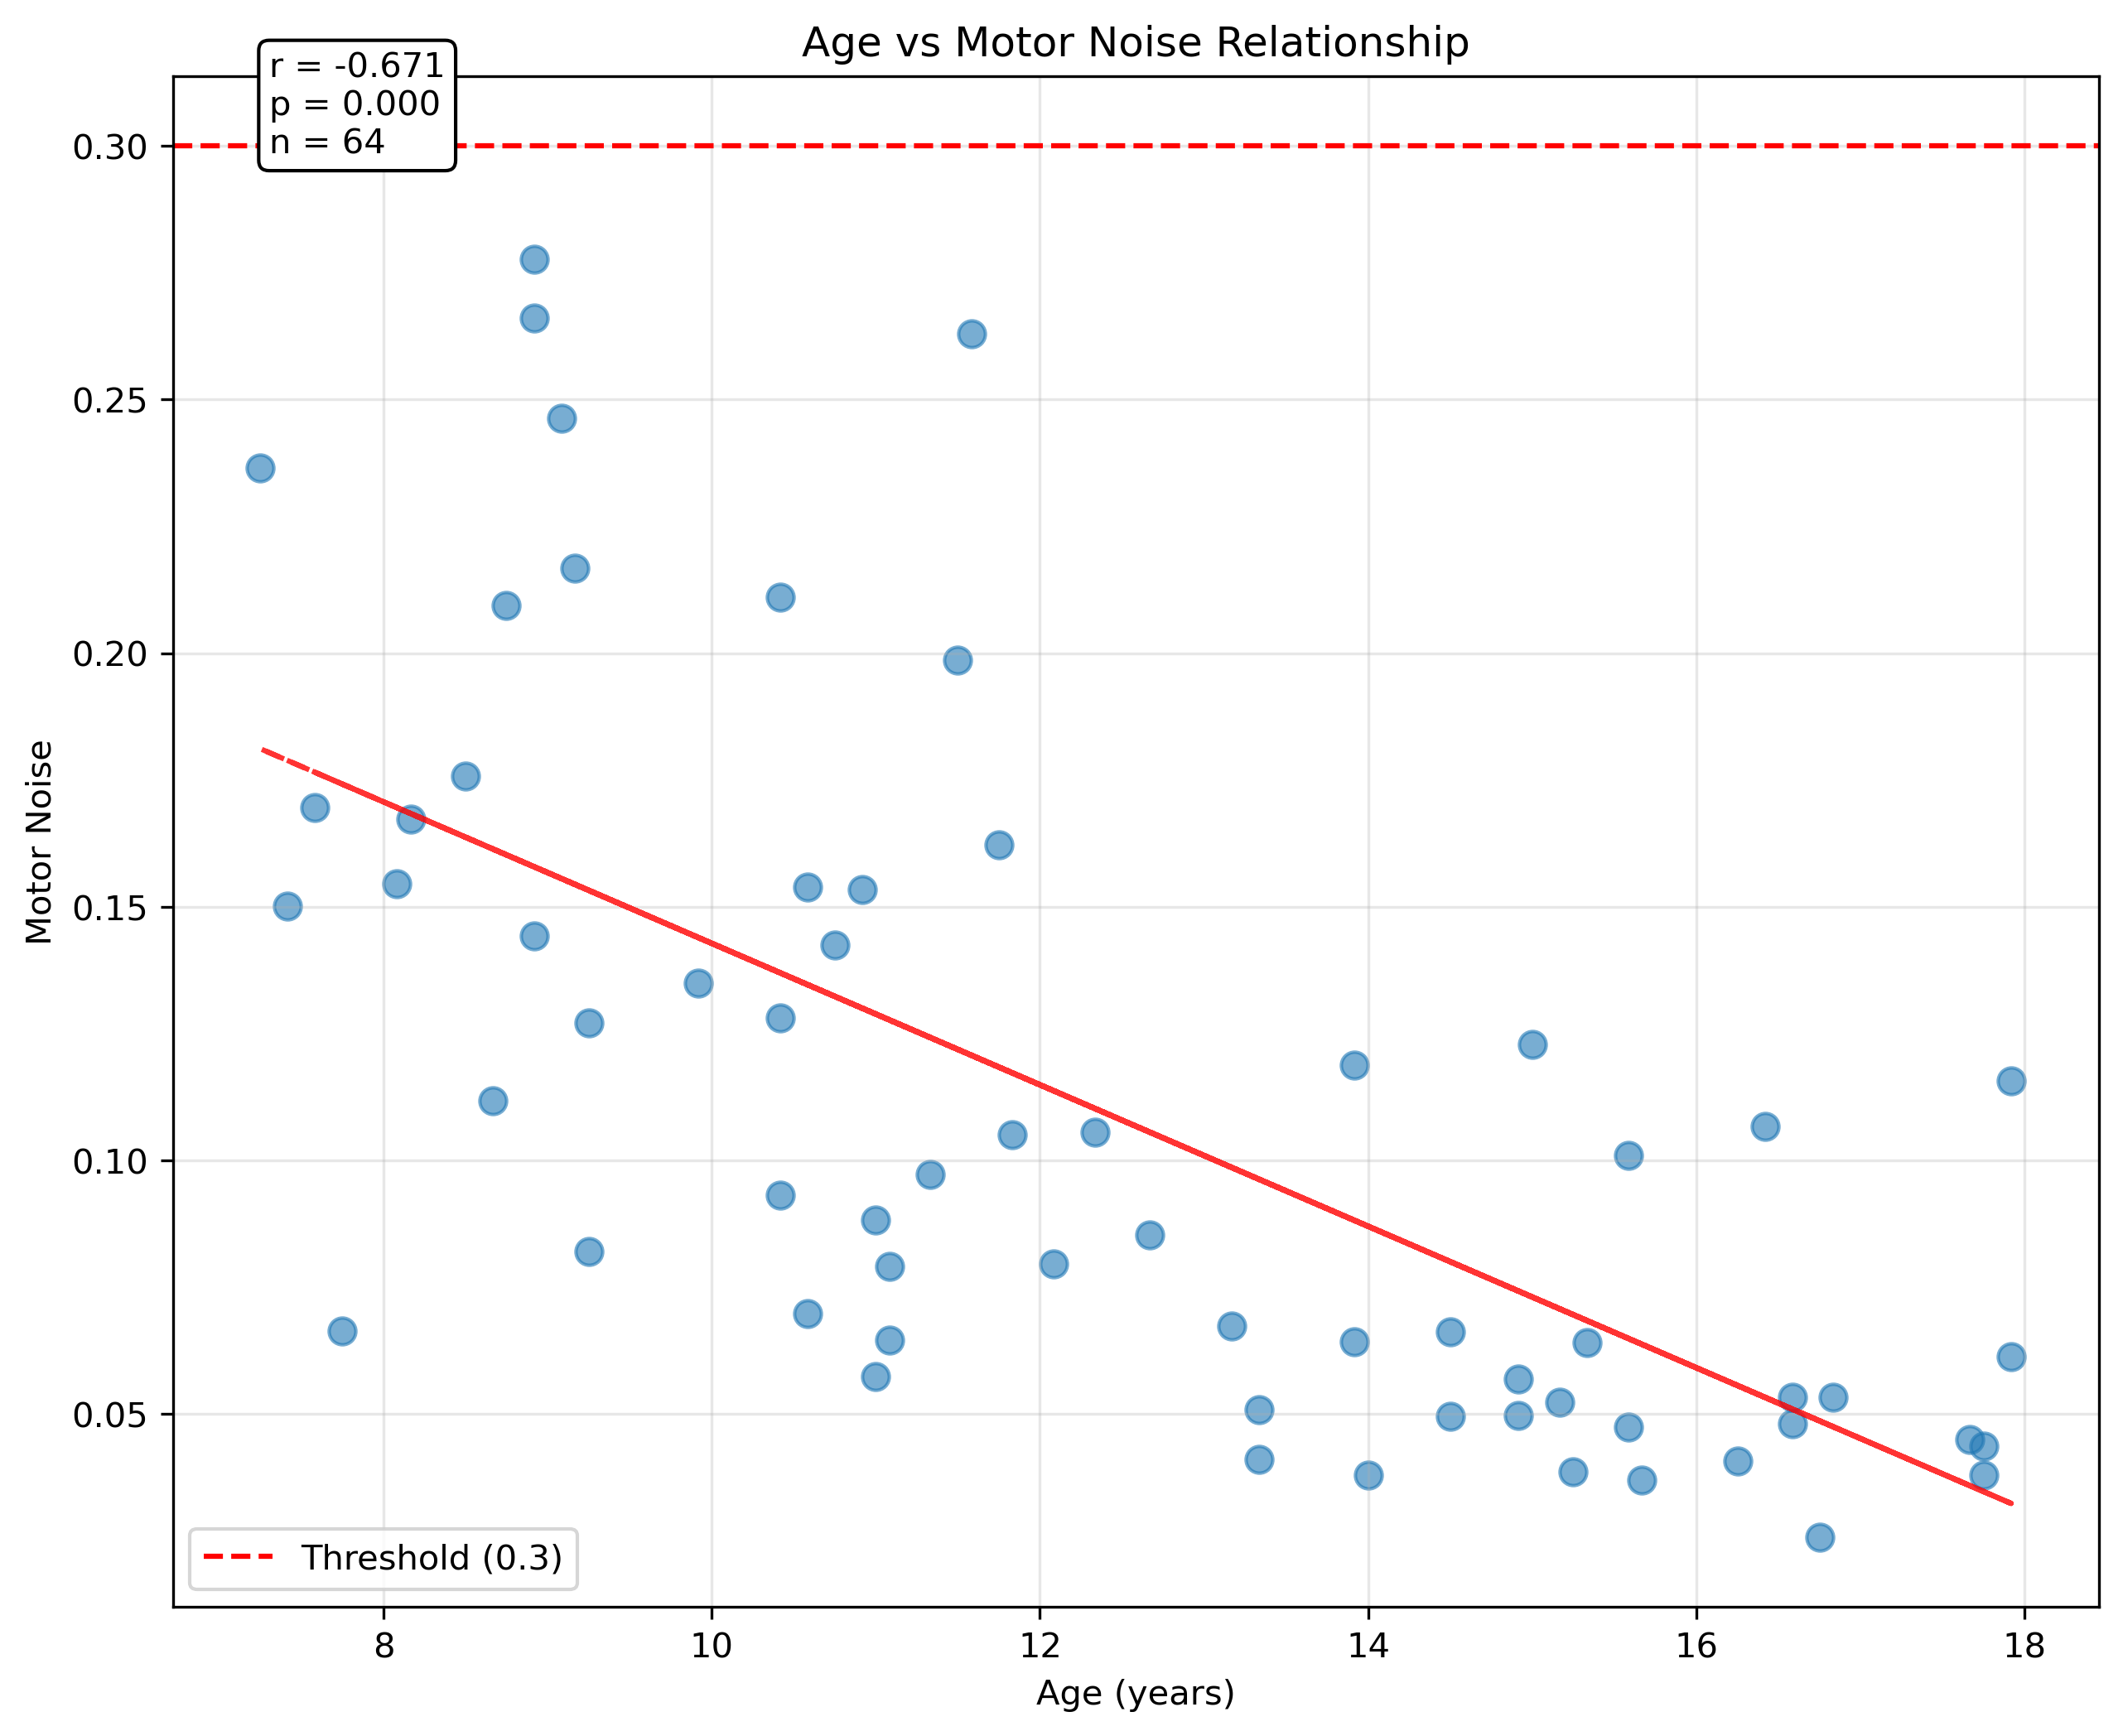 Age vs Motor Noise Relationship
r = -0.671
p = 0.000
n = 64
0.30
0.25
0.20
0.15
0.10
0.05
Motor Noise
Threshold (0.3)
8
10
12
14
16
18
Age (years)